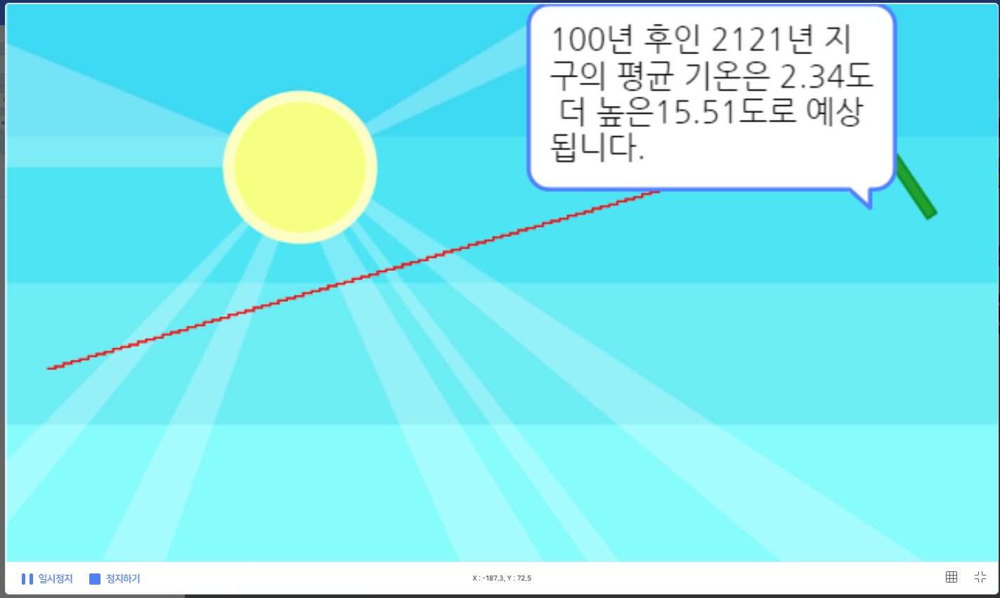 100년 후인 2121년 지
구의 평균 기온은 2.34도
더 높은15.51도로 예상
됩니다.
일시정지 정지하기 X : -187.3, Y : 72.5